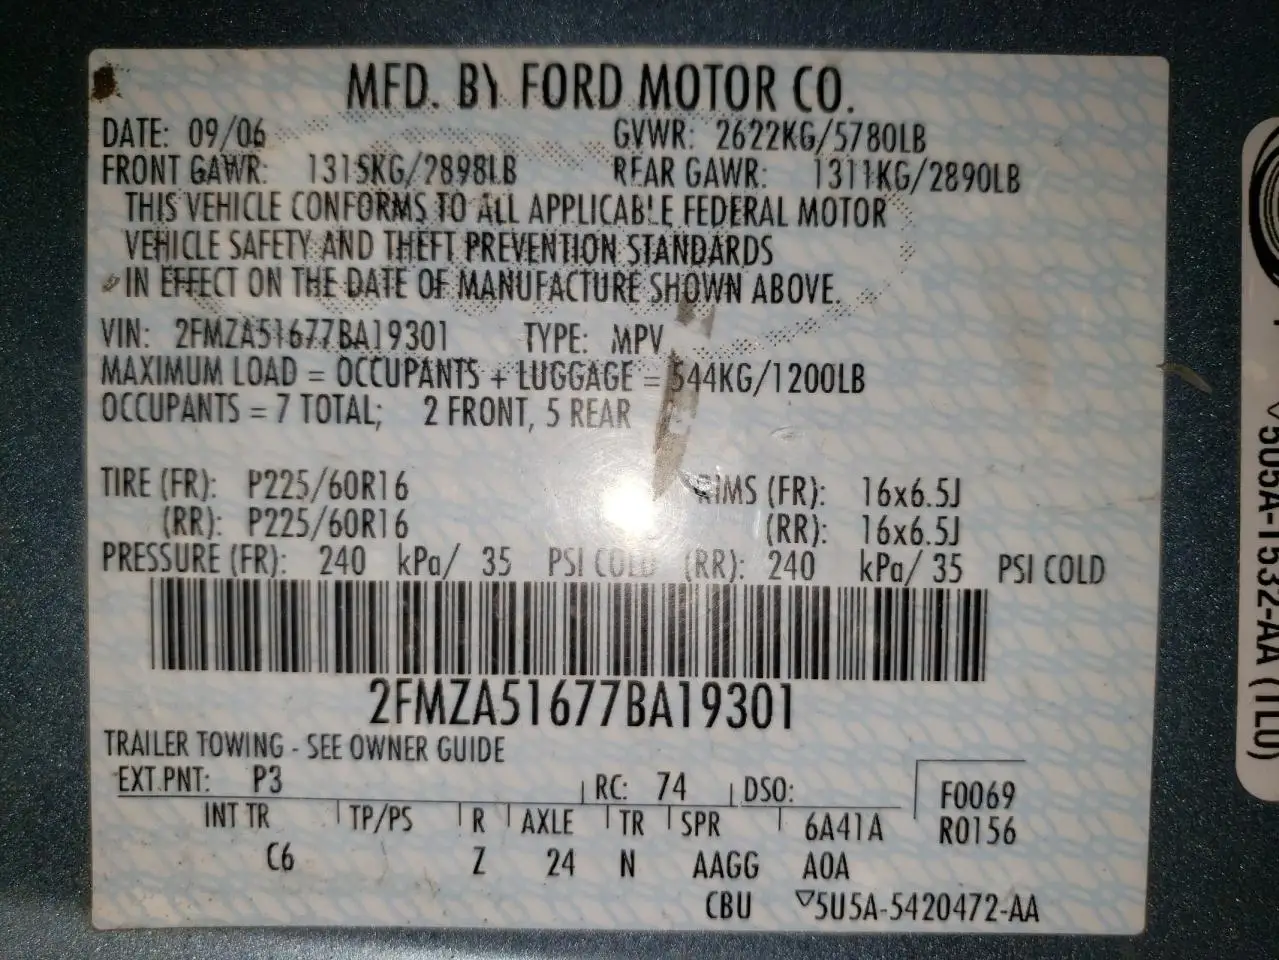 MFD. BY FORD MOTOR CO.
DATE: 09/06 GVWR: 2622KG/5780LB
FRONT GAWR: 1315KG/2898LB REAR GAWR: 1311KG/2890LB
THIS VEHICLE CONFORMS TO ALL APPLICABLE FEDERAL MOTOR
VEHICLE SAFETY AND THEFT PREVENTION STANDARDS
IN EFFECT ON THE DATE OF MANUFACTURE SHOWN ABOVE.
VIN: 2FMZA51677BA19301 TYPE: MPV
MAXIMUM LOAD = OCCUPANTS + LUGGAGE = 544KG/1200LB
OCCUPANTS = 7 TOTAL; 2 FRONT, 5 REAR
TIRE (FR): P225/60R16 RIMS (FR): 16x6.5J
(RR): P225/60R16 (RR): 16x6.5J
PRESSURE (FR): 240 kPa/ 35 PSI COLD (RR): 240 kPa/ 35 PSI COLD
2FMZA51677BA19301
TRAILER TOWING - SEE OWNER GUIDE
EXT PNT: P3 RC: 74 DSO: F0069
INT TR TP/PS R AXLE TR SPR 6A41A R0156
C6 Z 24 N AAGG A0A
CBU ▽5U5A-5420472-AA
505A-1532-AA (TLU)